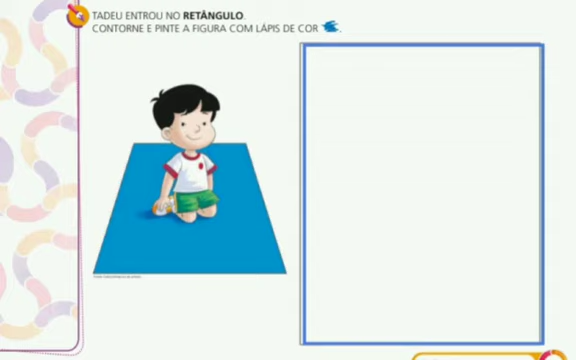 TADEU ENTROU NO RETÂNGULO.
CONTORNE E PINTE A FIGURA COM LÁPIS DE COR